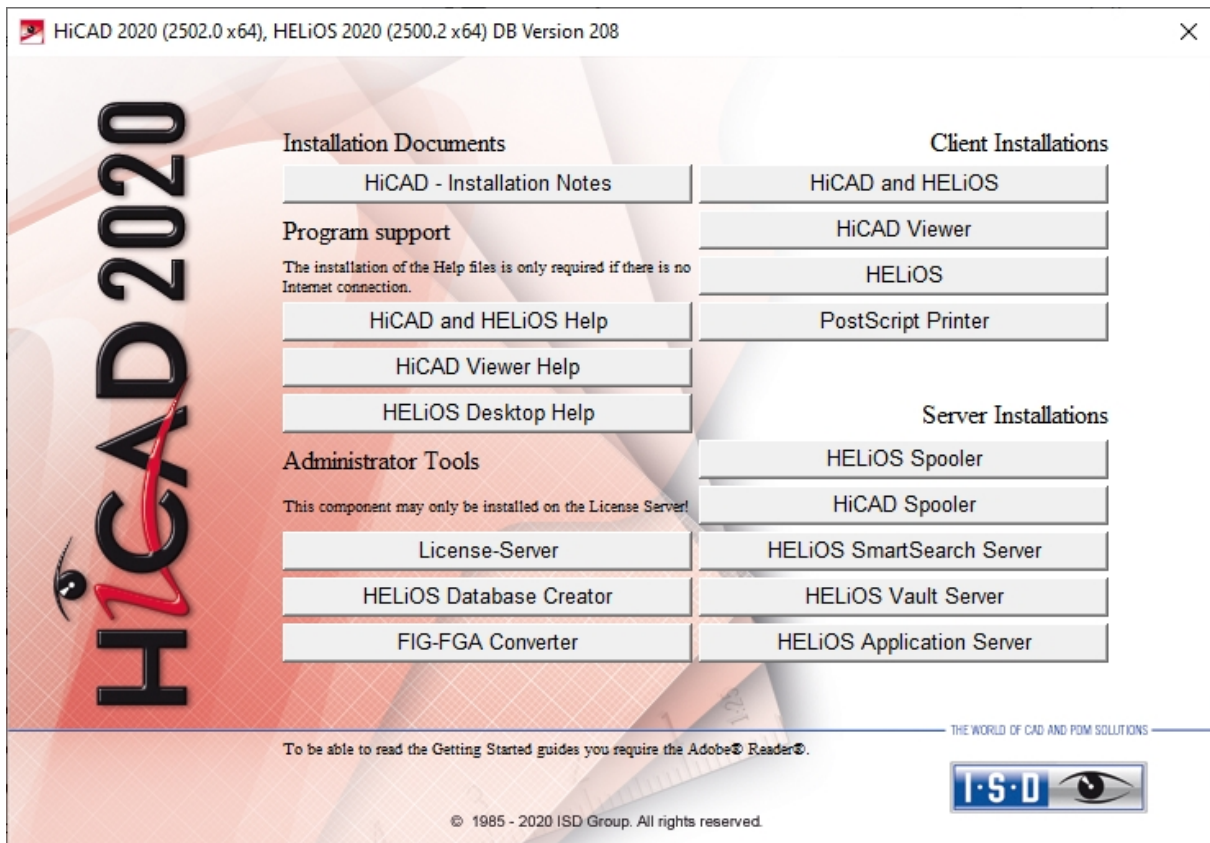 HiCAD 2020 (2502.0 x64), HELiOS 2020 (2500.2 x64) DB Version 208
HiCAD 2020
Installation Documents
HiCAD - Installation Notes
Program support
The installation of the Help files is only required if there is no
Internet connection.
HiCAD and HELiOS Help
HiCAD Viewer Help
HELiOS Desktop Help
Administrator Tools
This component may only be installed on the License Server!
License-Server
HELiOS Database Creator
FIG-FGA Converter
Client Installations
HiCAD and HELiOS
HiCAD Viewer
HELiOS
PostScript Printer
Server Installations
HELiOS Spooler
HiCAD Spooler
HELiOS SmartSearch Server
HELiOS Vault Server
HELiOS Application Server
1:25
THE WORLD OF CAD AND PDM SOLUTIONS
To be able to read the Getting Started guides you require the Adobe® Reader®.
I·S·D
© 1985 - 2020 ISD Group. All rights reserved.